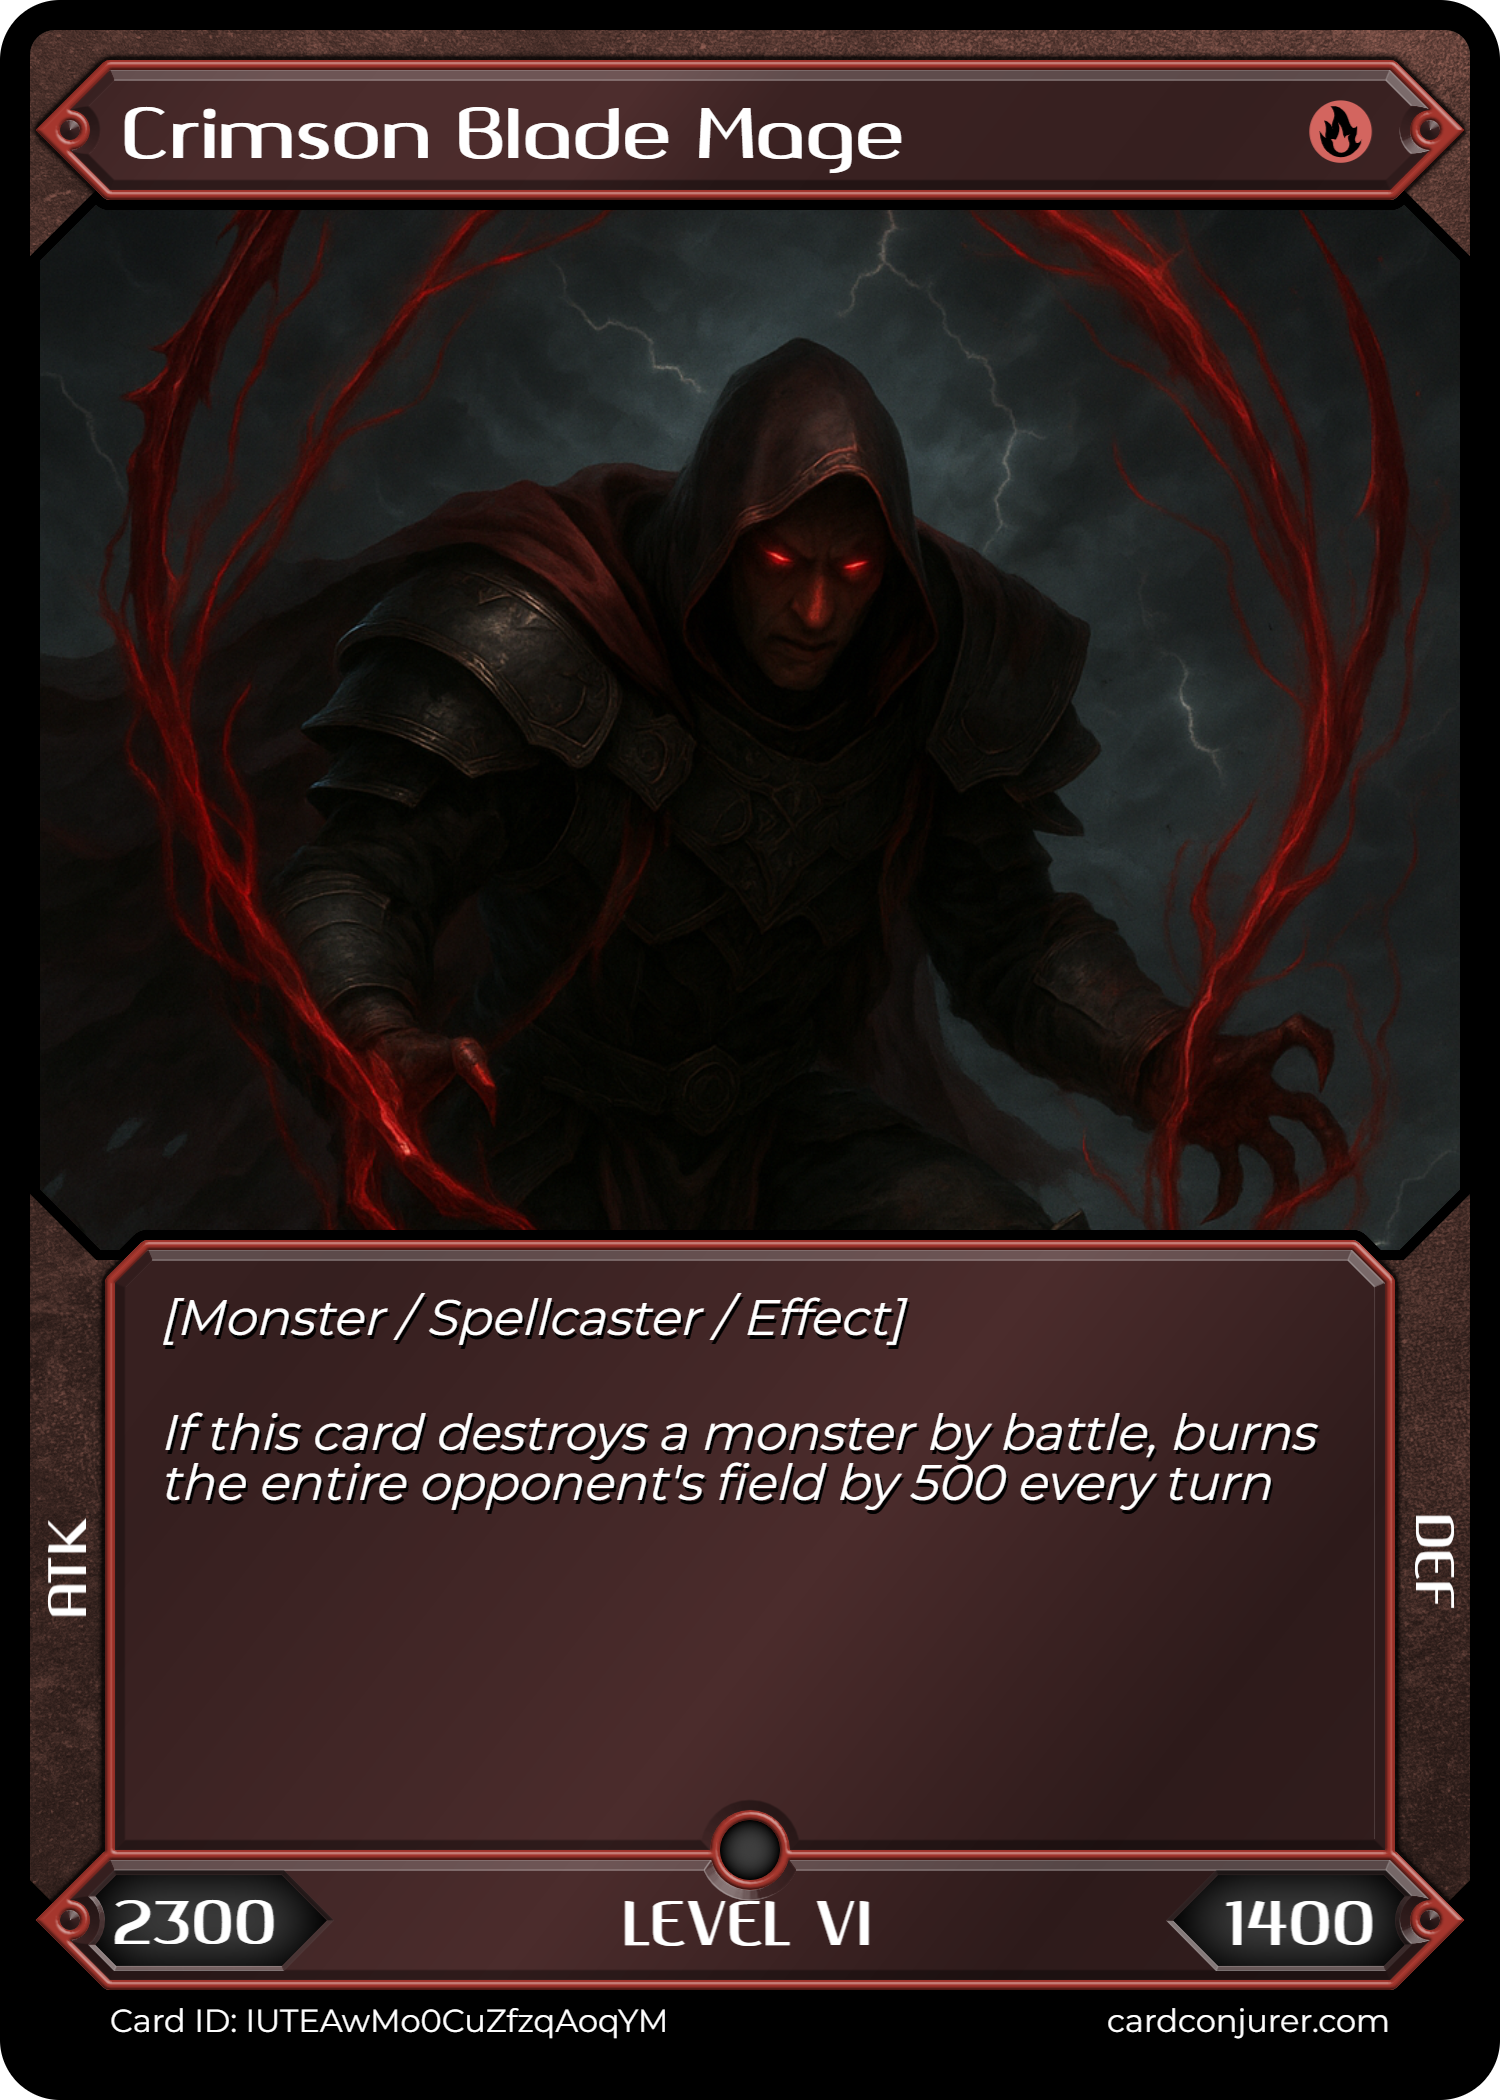 Crimson Blade Mage
[Monster / Spellcaster / Effect]
If this card destroys a monster by battle, burns
the entire opponent's field by 500 every turn
ATK
DEF
2300
LEVEL VI
1400
Card ID: IUTEAwMo0CuZfzqAoqYM
cardconjurer.com